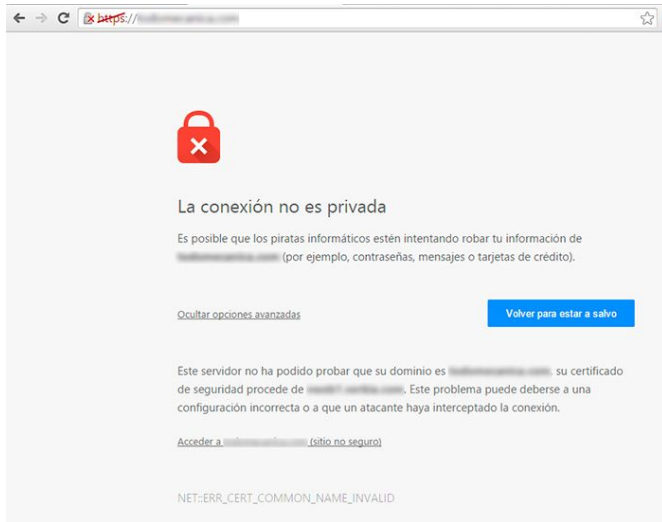 https://
La conexión no es privada
Es posible que los piratas informáticos estén intentando robar tu información de
(por ejemplo, contraseñas, mensajes o tarjetas de crédito).
Ocultar opciones avanzadas
Volver para estar a salvo
Este servidor no ha podido probar que su dominio es su certificado
de seguridad procede de . Este problema puede deberse a una
configuración incorrecta o a que un atacante haya interceptado la conexión.
Acceder a (sitio no seguro)
NET::ERR_CERT_COMMON_NAME_INVALID